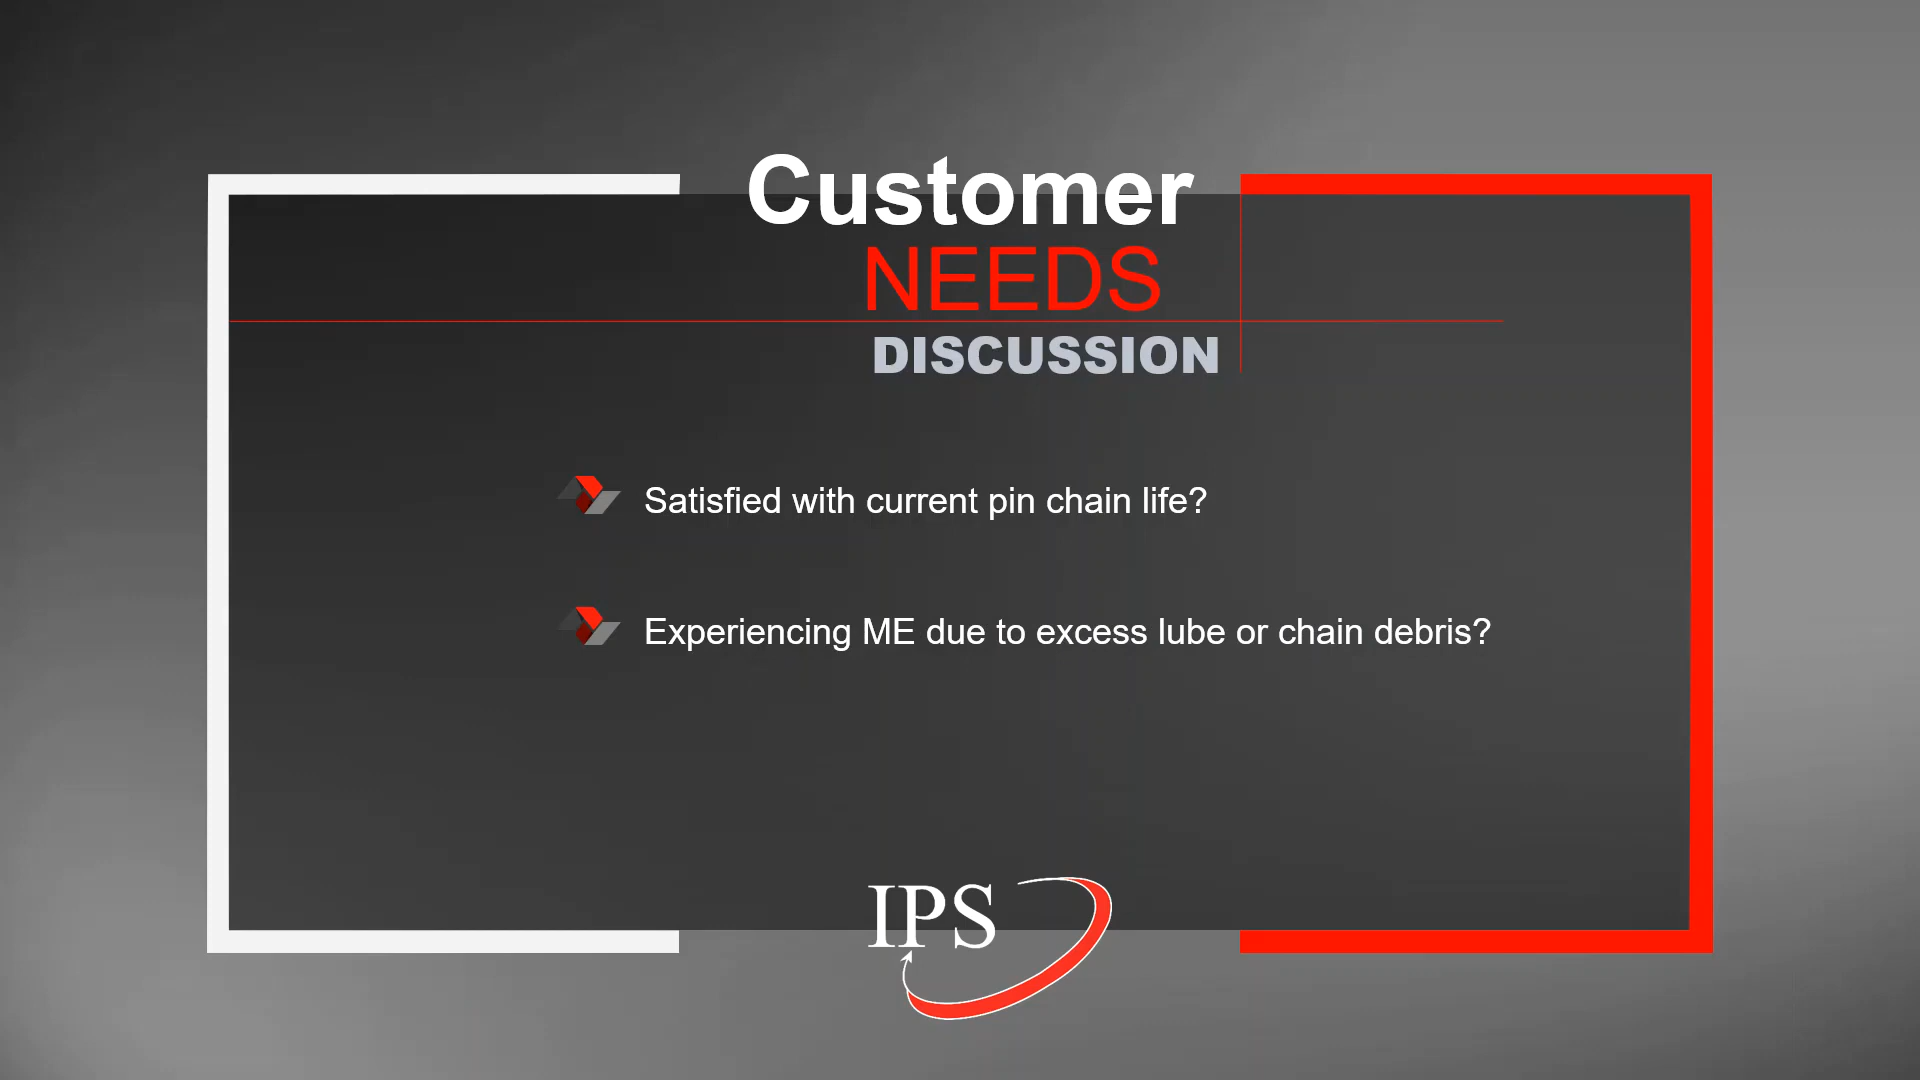 Customer
NEEDS
DISCUSSION
Satisfied with current pin chain life?
Experiencing ME due to excess lube or chain debris?
IPS